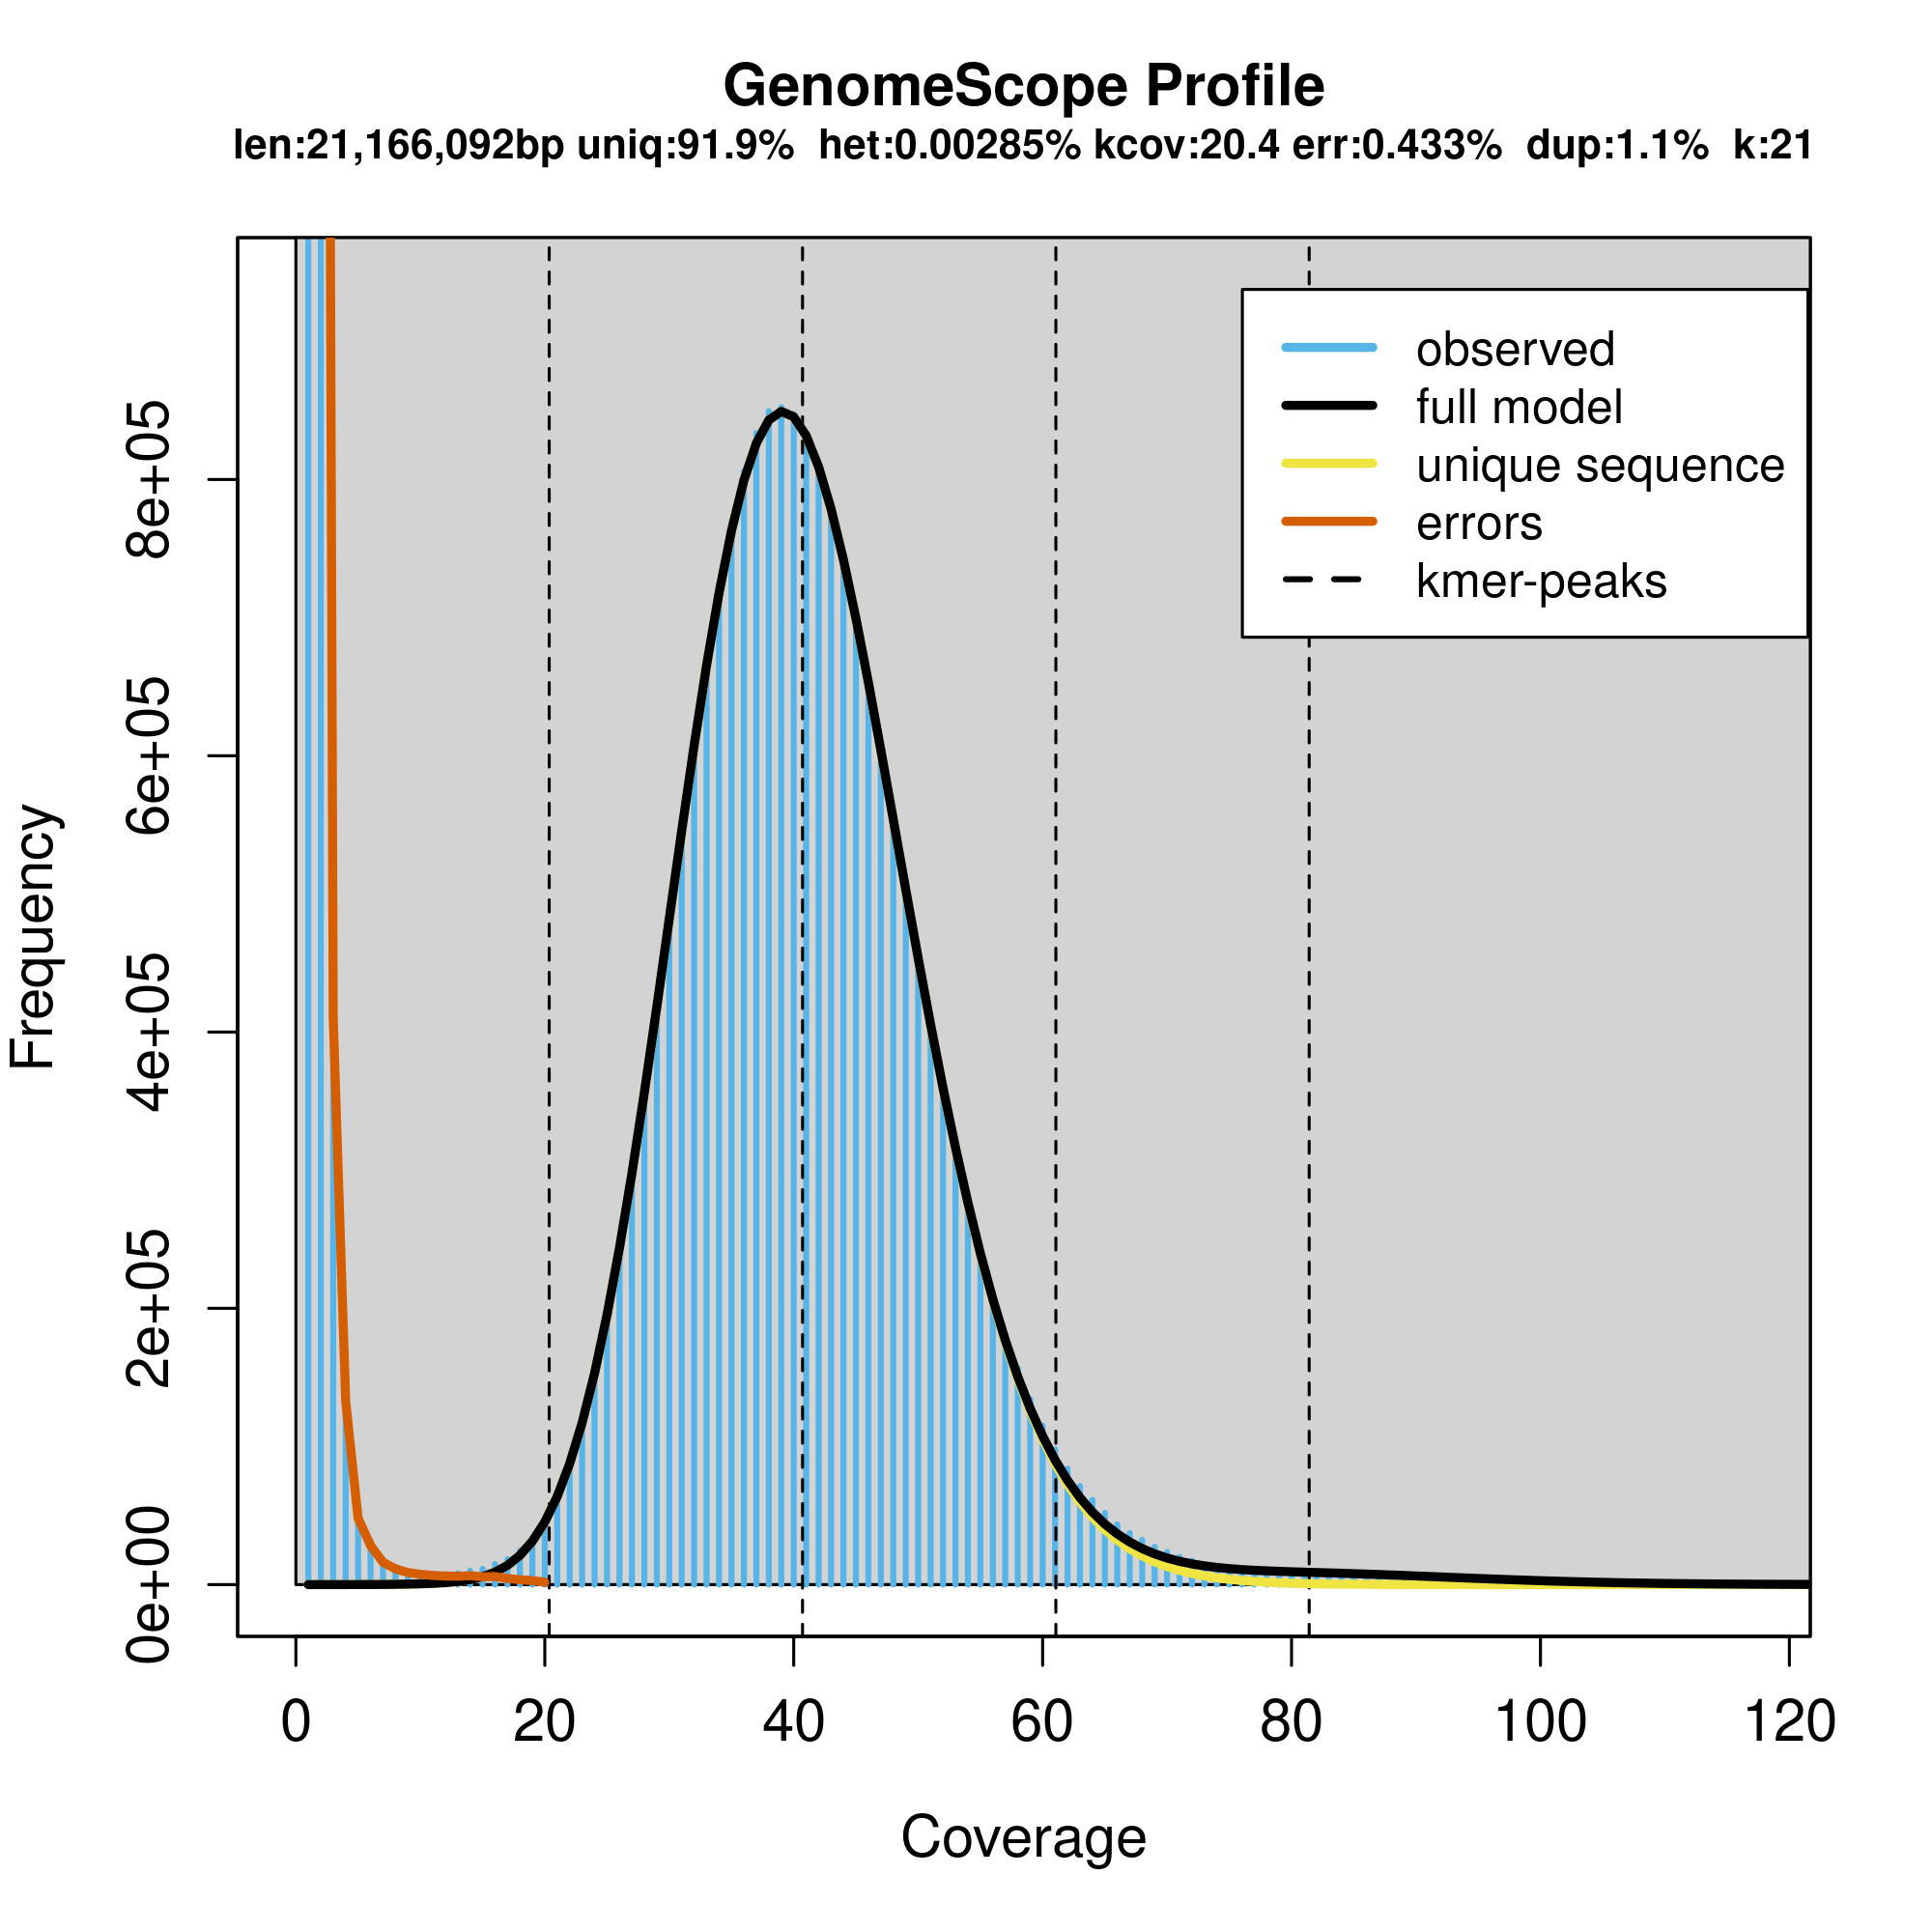 GenomeScope Profile
len:21,166,092bp uniq:91.9% het:0.00285% kcov:20.4 err:0.433% dup:1.1% k:21
observed
full model
unique sequence
errors
kmer-peaks
Frequency
8e+05
6e+05
4e+05
2e+05
0e+00
0 20 40 60 80 100 120
Coverage